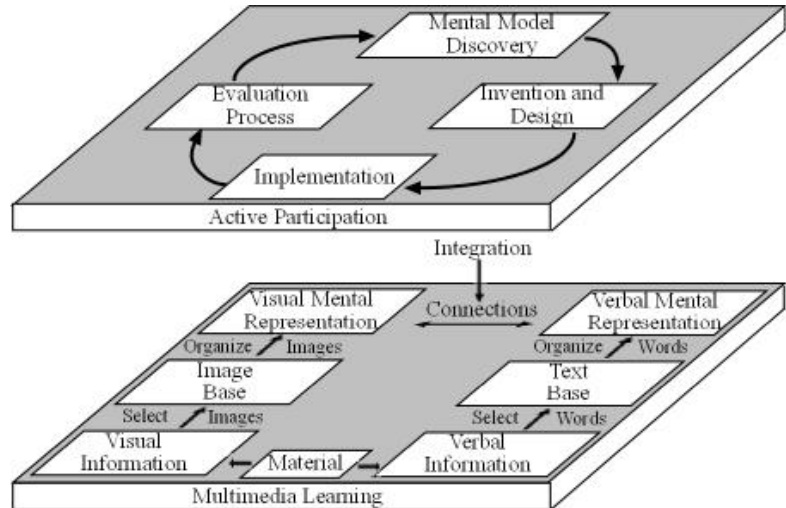 Mental Model
Discovery
Evaluation
Process
Invention and
Design
Implementation
Active Participation
Integration
Visual Mental
Representation
Connections
Verbal Mental
Representation
Organize Images
Organize Words
Image
Base
Text
Base
Select Images
Select Words
Visual
Information
Material
Verbal
Information
Multimedia Learning